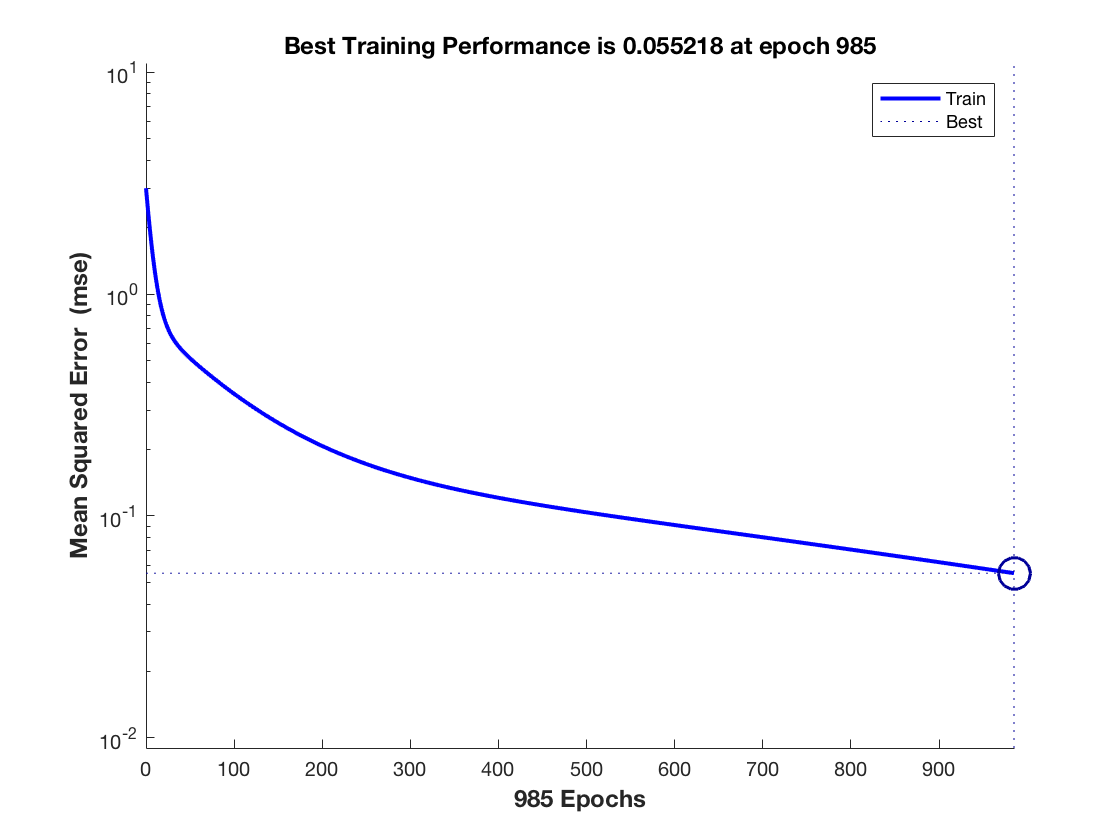 Best Training Performance is 0.055218 at epoch 985
Train
Best
Mean Squared Error (mse)
10^1
10^0
10^-1
10^-2
0 100 200 300 400 500 600 700 800 900
985 Epochs